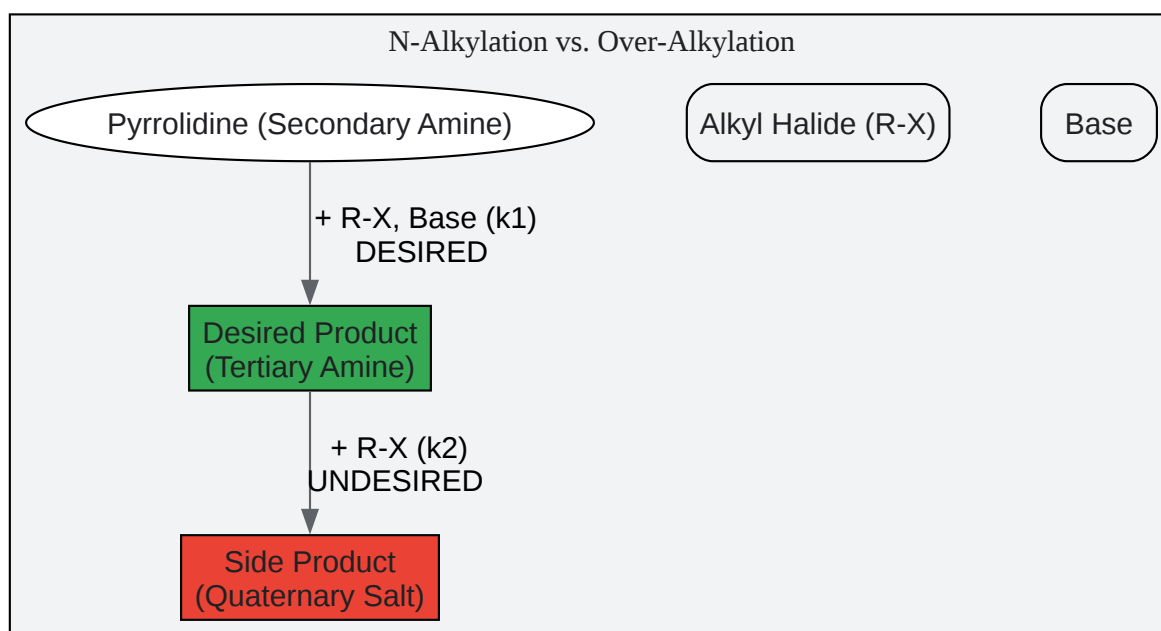 N-Alkylation vs. Over-Alkylation
Pyrrolidine (Secondary Amine)
Alkyl Halide (R-X)
Base
+ R-X, Base (k1)
DESIRED
Desired Product
(Tertiary Amine)
+ R-X (k2)
UNDESIRED
Side Product
(Quaternary Salt)